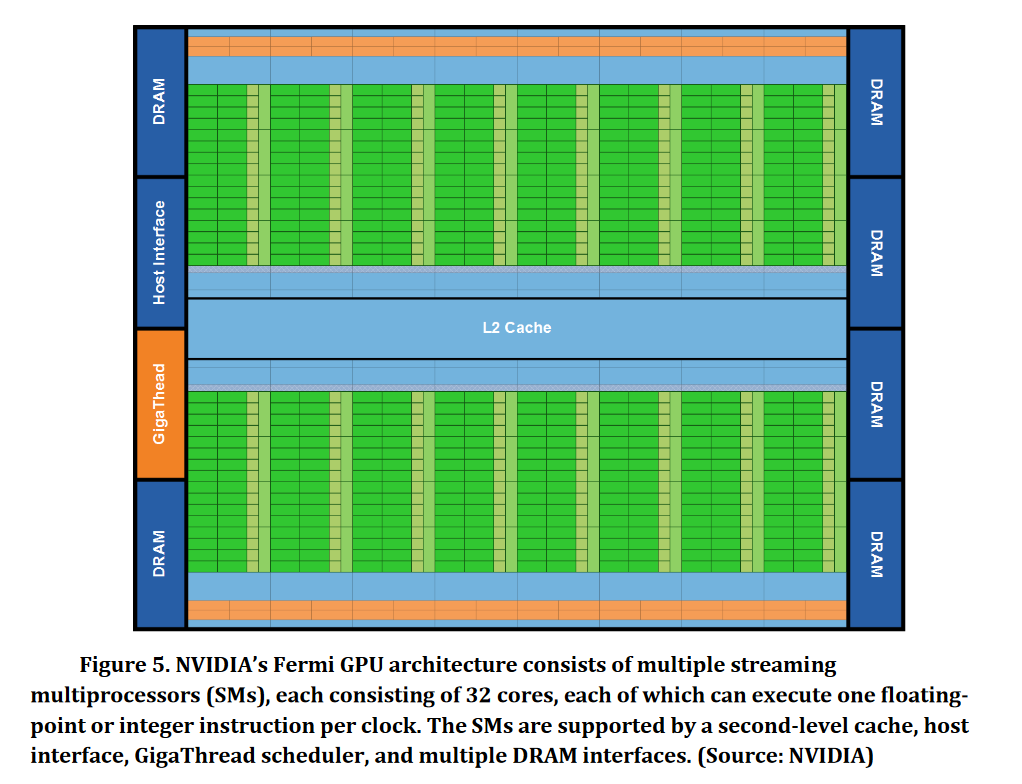 DRAM
Host Interface
GigaThead
DRAM
L2 Cache
DRAM
DRAM
DRAM
DRAM
Figure 5. NVIDIA’s Fermi GPU architecture consists of multiple streaming
multiprocessors (SMs), each consisting of 32 cores, each of which can execute one floating-
point or integer instruction per clock. The SMs are supported by a second-level cache, host
interface, GigaThread scheduler, and multiple DRAM interfaces. (Source: NVIDIA)